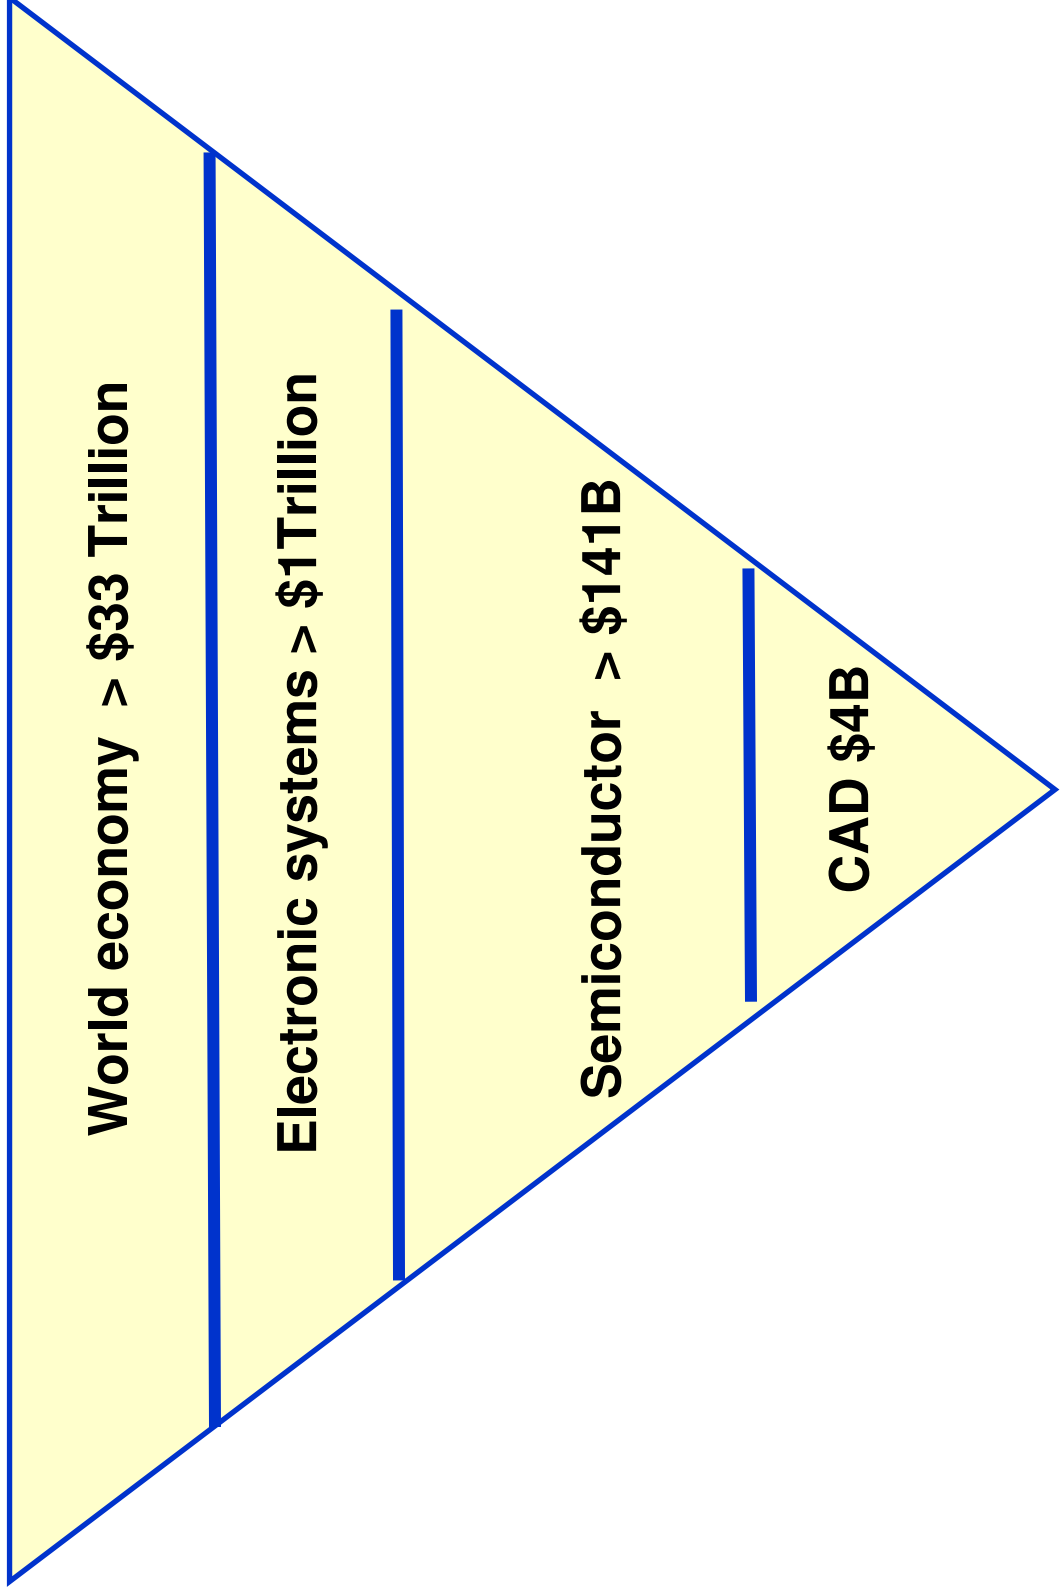 World economy > $33 Trillion
Electronic systems > $1Trillion
Semiconductor > $141B
CAD $4B